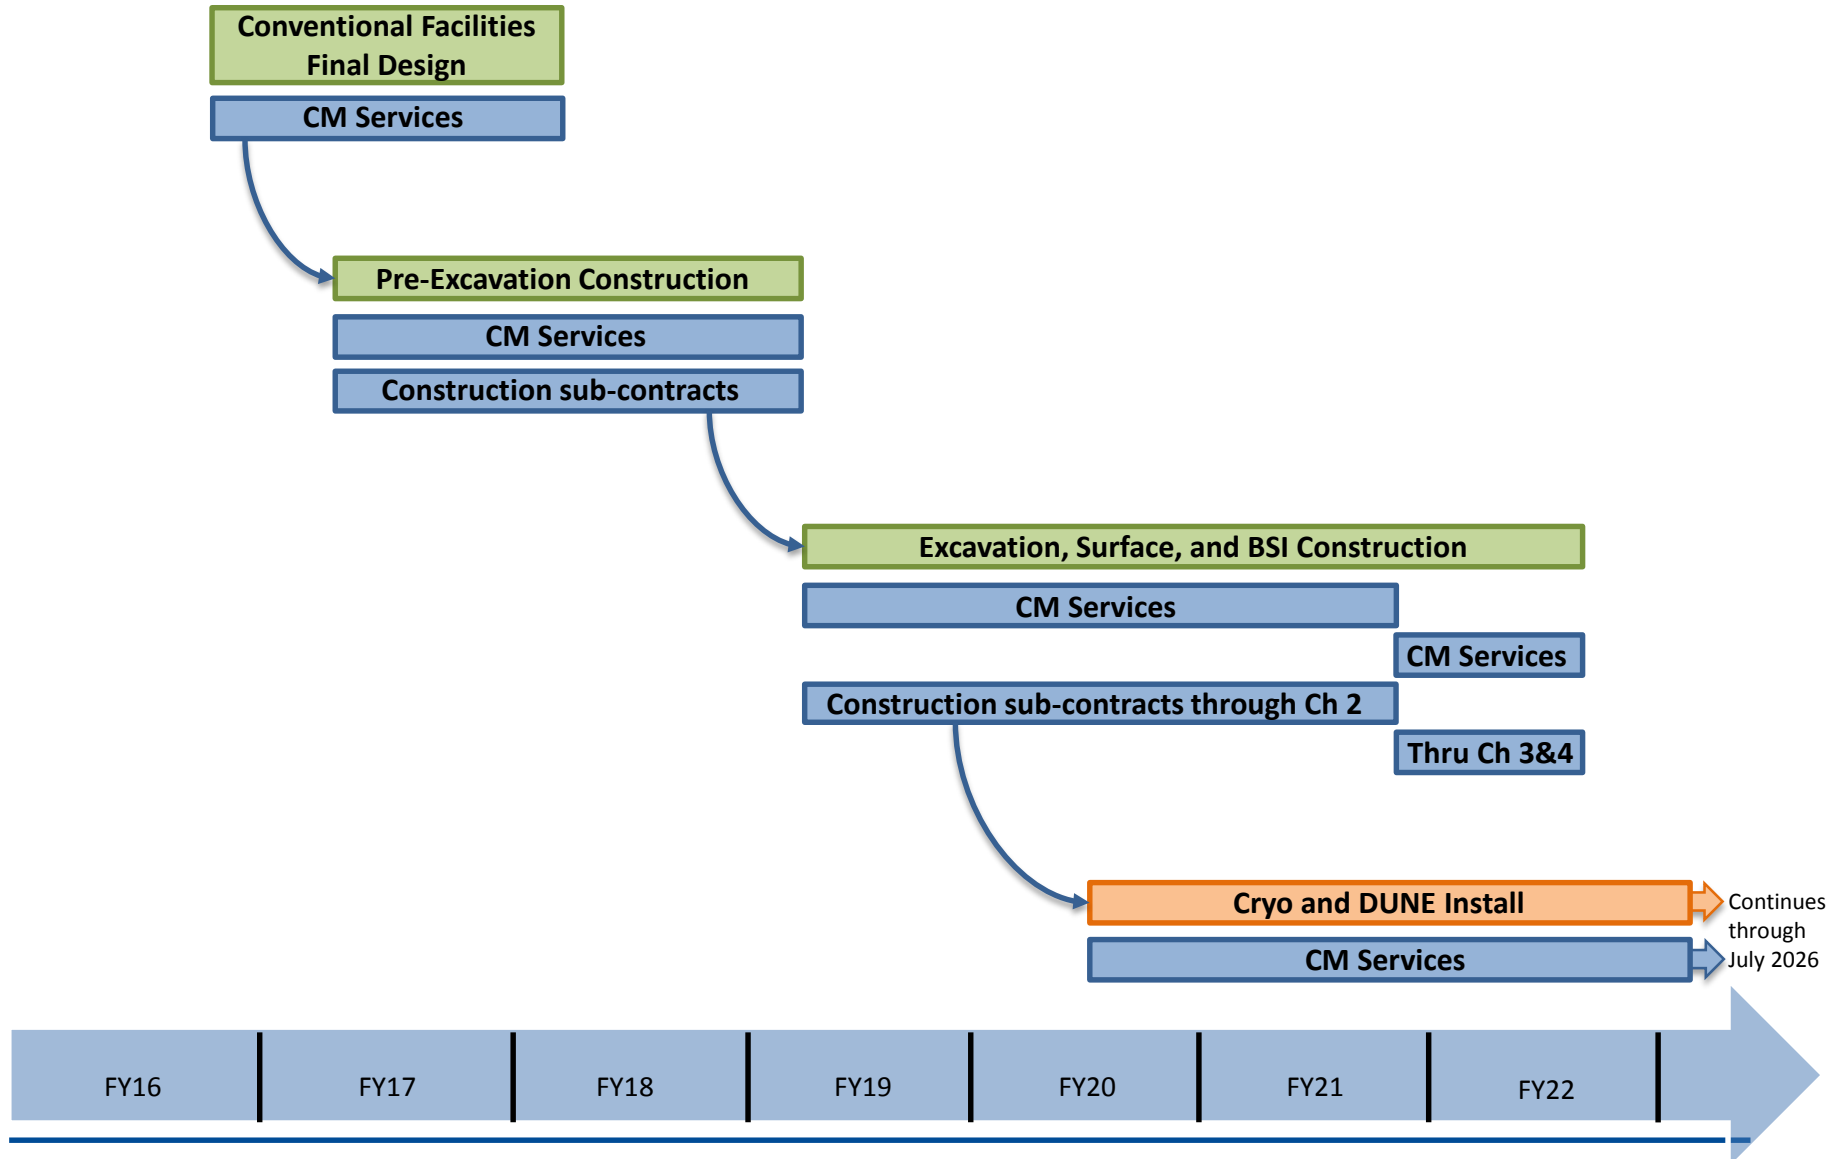 Conventional Facilities
Final Design
CM Services
Pre-Excavation Construction
CM Services
Construction sub-contracts
Excavation, Surface, and BSI Construction
CM Services
CM Services
Construction sub-contracts through Ch 2
Thru Ch 3&4
Cryo and DUNE Install
CM Services
Continues
through
July 2026
FY16
FY17
FY18
FY19
FY20
FY21
FY22